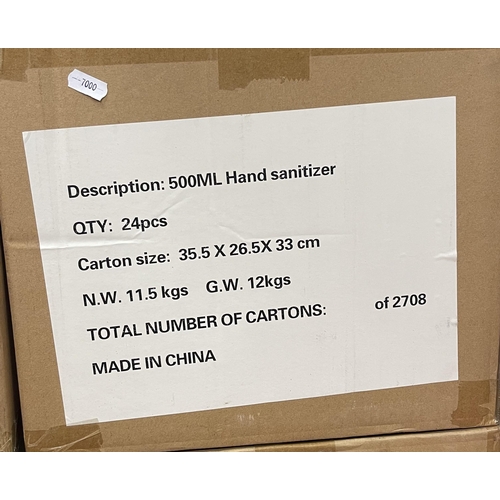 7000
Description: 500ML Hand sanitizer
QTY: 24pcs
Carton size: 35.5 X 26.5X 33 cm
N.W. 11.5 kgs G.W. 12kgs
TOTAL NUMBER OF CARTONS: of 2708
MADE IN CHINA